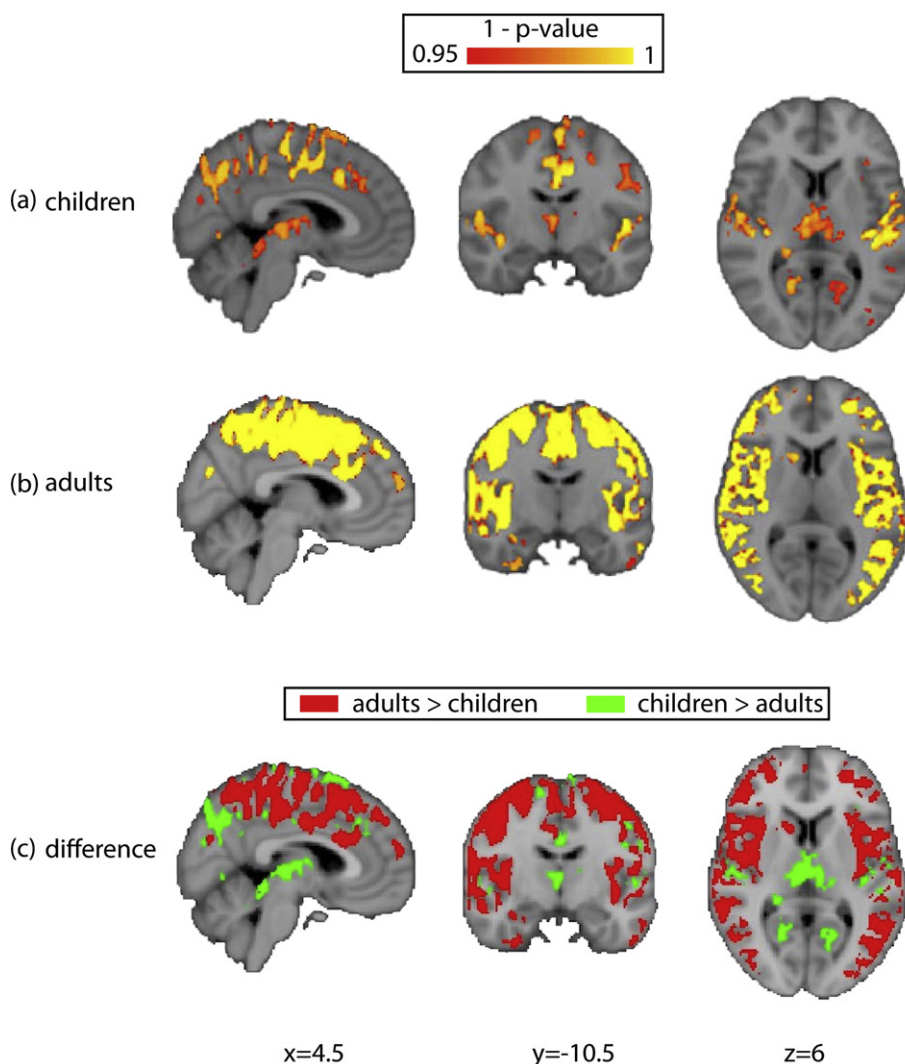 1 - p-value
0.95 1
(a) children
(b) adults
adults > children children > adults
(c) difference
x=4.5 y=-10.5 z=6